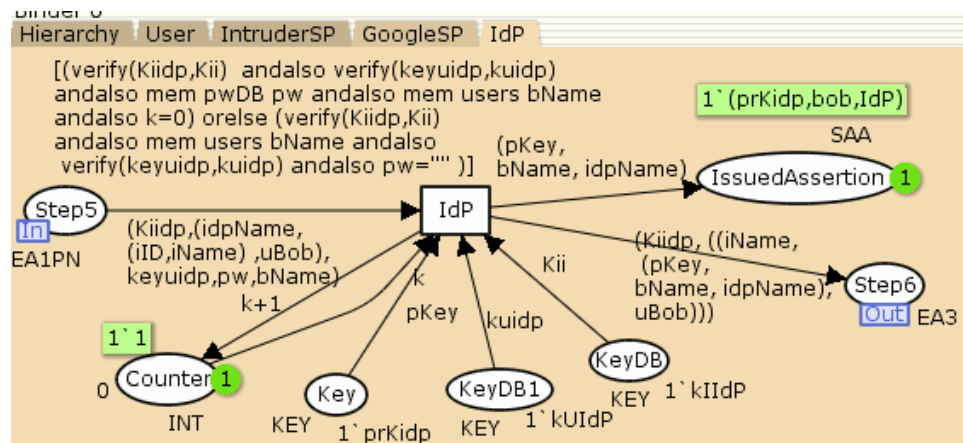 Hierarchy User IntruderSP GoogleSP IdP
[(verify(Kiidp,Kii) andalso verify(keyuidp,kuidp)
andalso mem pwDB pw andalso mem users bName
andalso k=0) orelse (verify(Kiidp,Kii)
andalso mem users bName andalso
verify(keyuidp,kuidp) andalso pw="" )]
1`(prKidp,bob,IdP)
SAA
(pKey,
bName, idpName)
IssuedAssertion 1
Step5
In
EA1PN
IdP
(Kiidp,(idpName,
(iID,iName) ,uBob),
keyuidp,pw,bName)
(Kiidp, ((iName,
(pKey,
bName, idpName),
uBob)))
Step6
Out EA3
k+1
k
pKey
kuidp
Kii
1`1
0 Counter 1
INT
Key
KEY 1`prKidp
KeyDB1
KEY 1`kUIdP
KeyDB
KEY 1`kIIdP